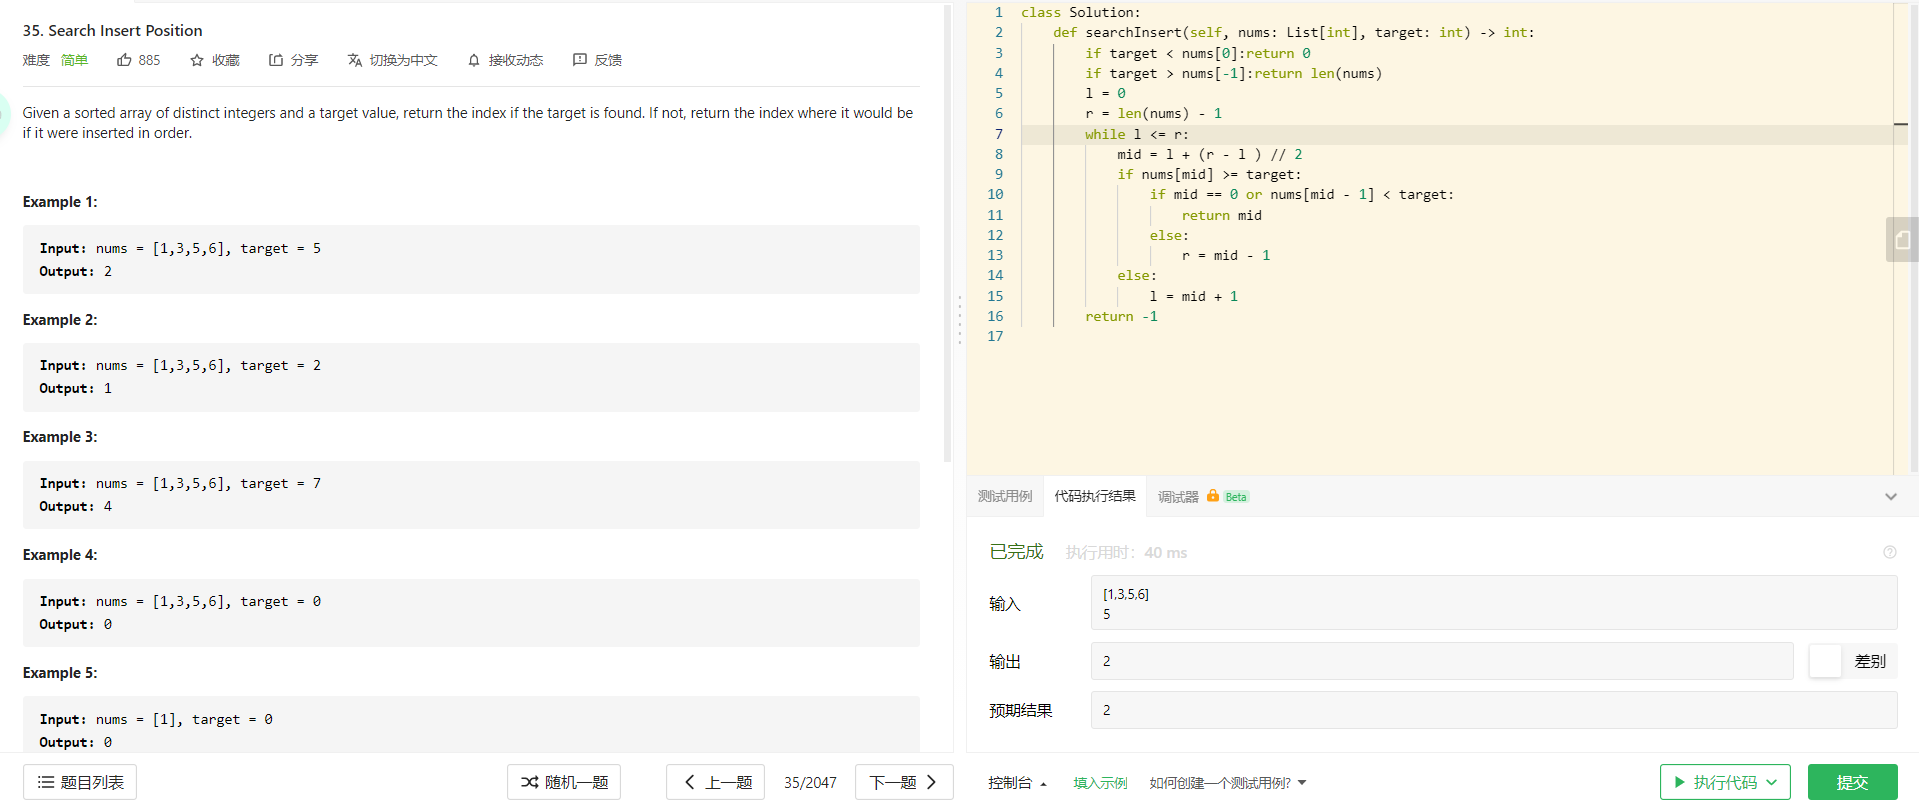 35. Search Insert Position
难度 简单 885 收藏 分享 切换为中文 接收动态 反馈
Given a sorted array of distinct integers and a target value, return the index if the target is found. If not, return the index where it would be
if it were inserted in order.
Example 1:
Input: nums = [1,3,5,6], target = 5
Output: 2
Example 2:
Input: nums = [1,3,5,6], target = 2
Output: 1
Example 3:
Input: nums = [1,3,5,6], target = 7
Output: 4
Example 4:
Input: nums = [1,3,5,6], target = 0
Output: 0
Example 5:
Input: nums = [1], target = 0
Output: 0
题目列表 随机一题 上一题 35/2047 下一题
1 class Solution:
2 def searchInsert(self, nums: List[int], target: int) -> int:
3 if target < nums[0]:return 0
4 if target > nums[-1]:return len(nums)
5 l = 0
6 r = len(nums) - 1
7 while l <= r:
8 mid = l + (r - l ) // 2
9 if nums[mid] >= target:
10 if mid == 0 or nums[mid - 1] < target:
11 return mid
12 else:
13 r = mid - 1
14 else:
15 l = mid + 1
16 return -1
17
测试用例 代码执行结果 调试器 Beta
已完成 执行用时: 40 ms
输入
[1,3,5,6]
5
输出 2 差别
预期结果 2
控制台 填入示例 如何创建一个测试用例? 执行代码 提交